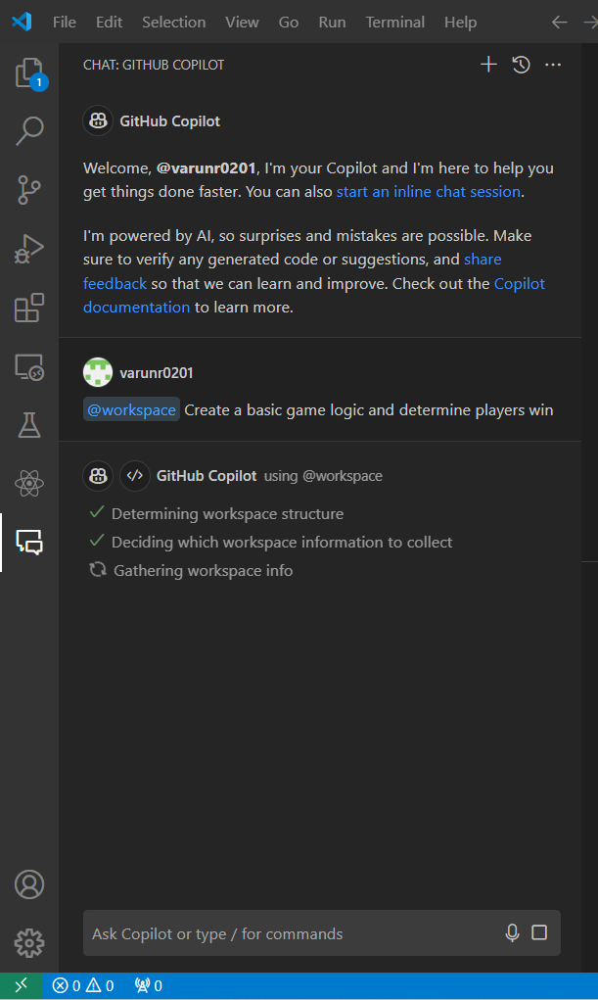 File Edit Selection View Go Run Terminal Help
CHAT: GITHUB COPILOT
1
GitHub Copilot
Welcome, @varunr0201, I'm your Copilot and I'm here to help you
get things done faster. You can also start an inline chat session.
I'm powered by AI, so surprises and mistakes are possible. Make
sure to verify any generated code or suggestions, and share
feedback so that we can learn and improve. Check out the Copilot
documentation to learn more.
varunr0201
@workspace Create a basic game logic and determine players win
GitHub Copilot using @workspace
Determining workspace structure
Deciding which workspace information to collect
Gathering workspace info
Ask Copilot or type / for commands
0 0 0